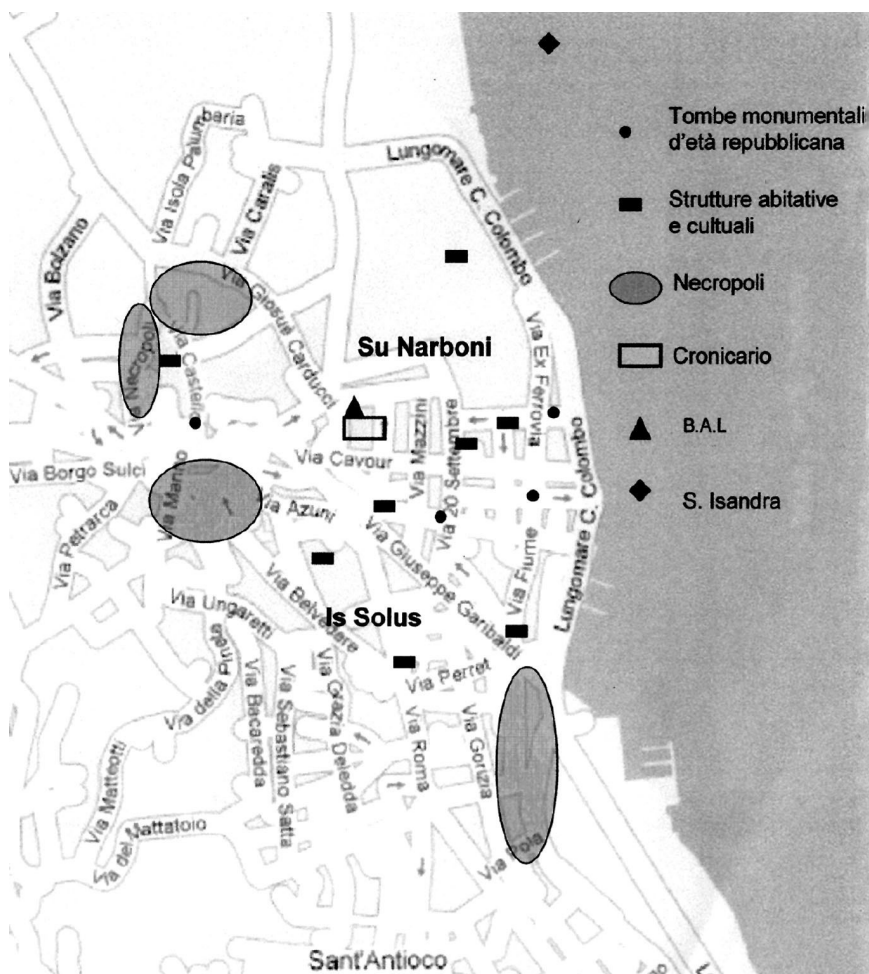 Tombe monumentali
d'età repubblicana
Strutture abitative
e cultuali
Necropoli
Cronicario
B.A.L
S. Isandra
Via Isola Palumbaria
Via Caralis
Lungomare C. Colombo
Via Bolzano
Via Giosue Carducci
Via Necropoli
Via Castello
Su Narboni
Via Ex Ferrovia
Via Mazzini
Via 20 Settembre
Via Cavour
Via Borgo Sulci
Via Marino
Via Azuni
Via Petrarca
Lungomare C. Colombo
Via Giuseppe Garibaldi
Via Fiume
Via Belvedere
Is Solus
Via Ungaretti
Via della Pineta
Via Perret
Via Bacaredda
Via Sebastiano Satta
Via Grazia Deledda
Via Roma
Via Gorizia
Via Matteotti
Via del Mattatoio
Via Pola
Sant'Antioco